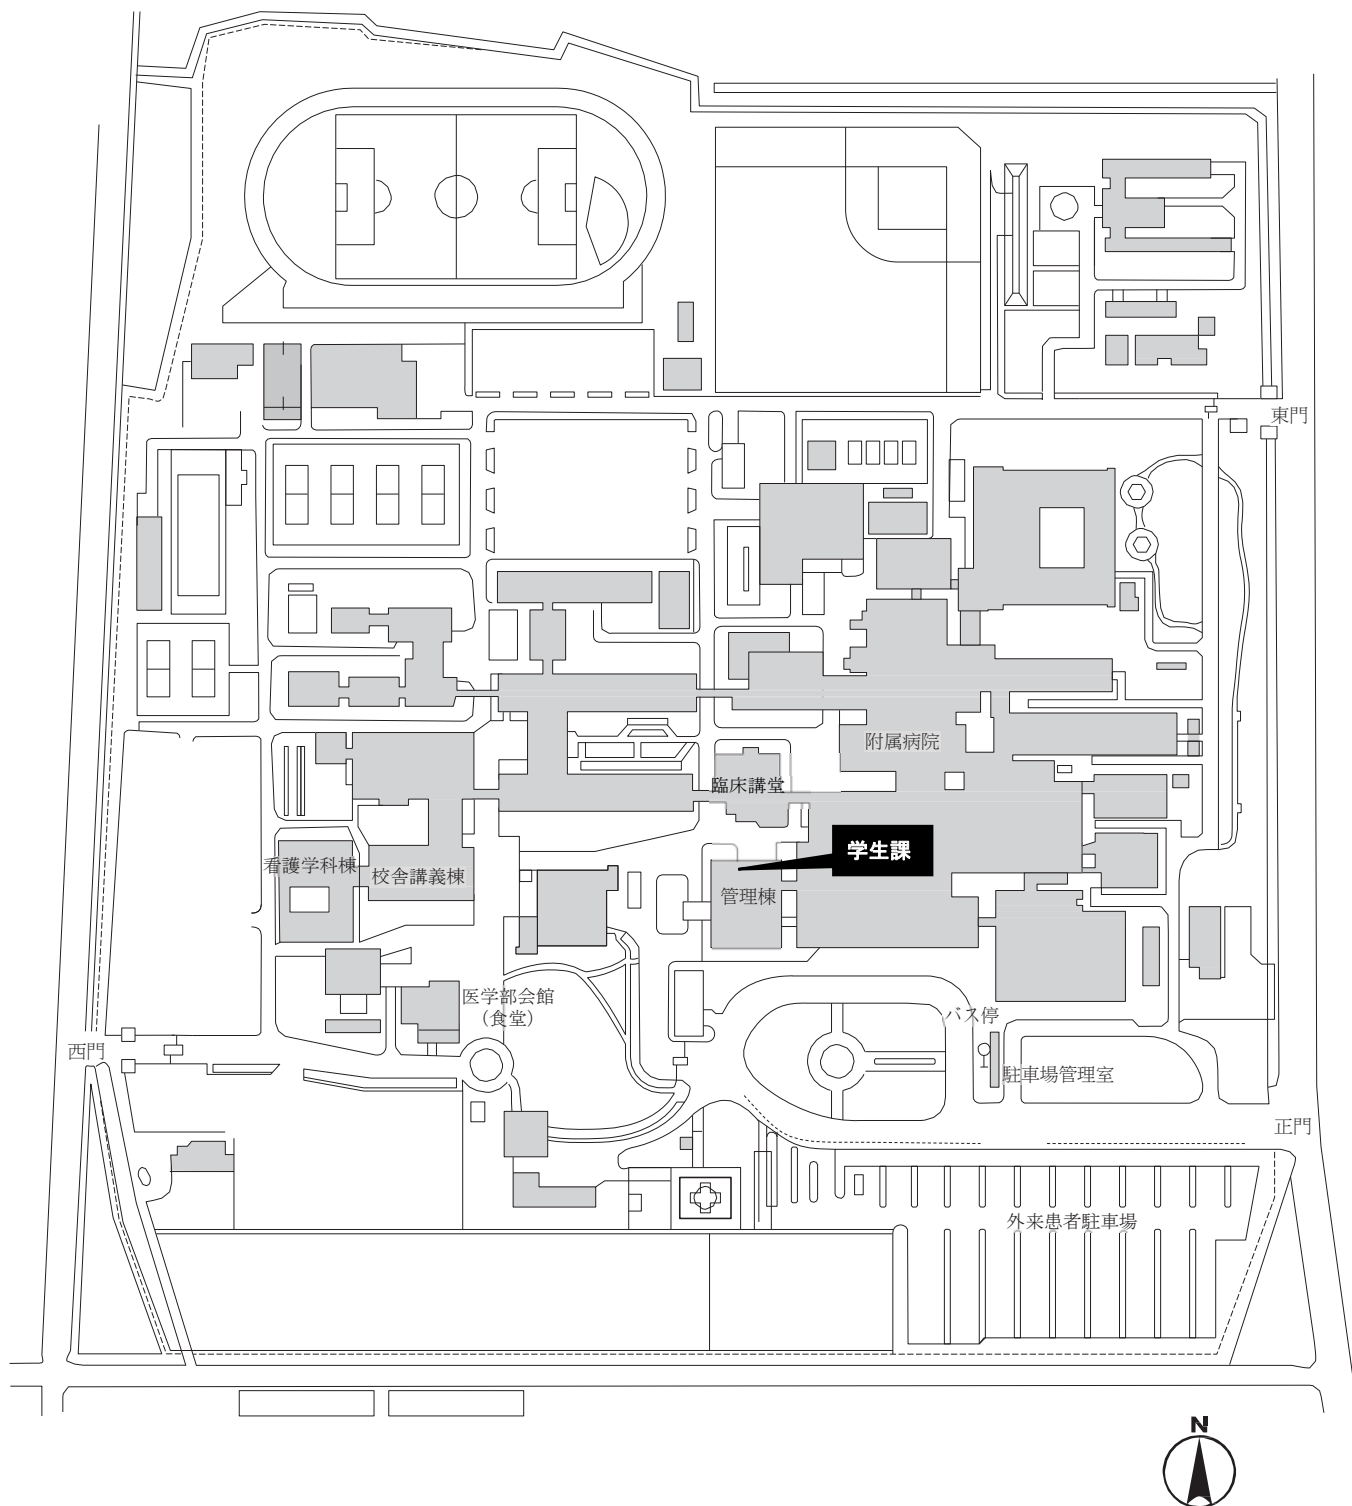 東門
附属病院
臨床講堂
学生課
看護学科棟
校舎講義棟
管理棟
医学部会館
（食堂）
バス停
西門
駐車場管理室
正門
外来患者駐車場
N